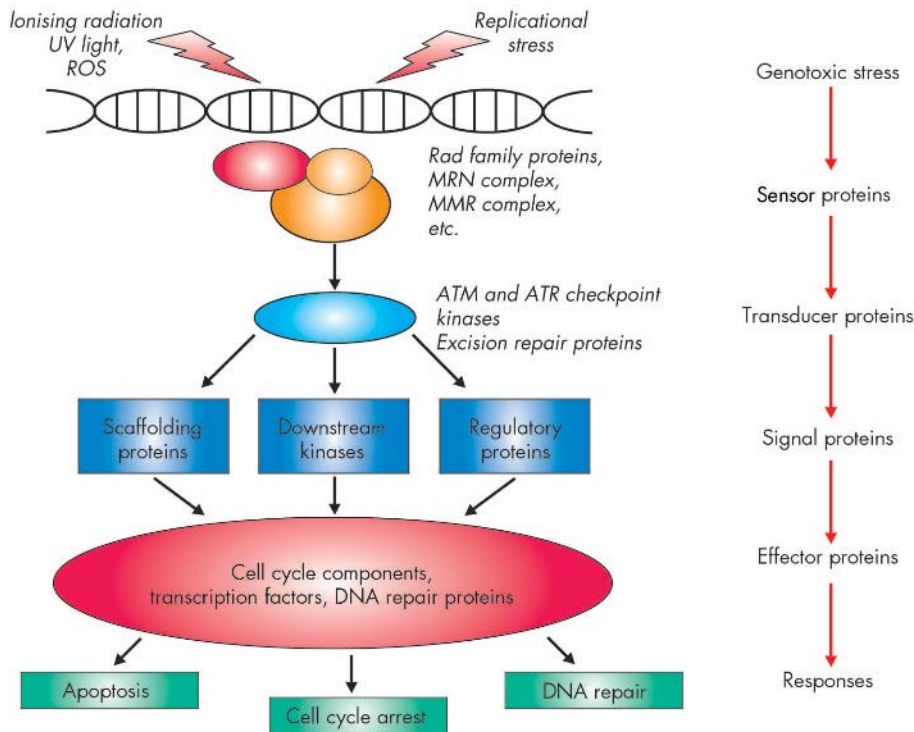 Ionising radiation
UV light,
ROS
Replicational
stress
Genotoxic stress
Rad family proteins,
MRN complex,
MMR complex,
etc.
Sensor proteins
ATM and ATR checkpoint
kinases
Excision repair proteins
Transducer proteins
Scaffolding
proteins
Downstream
kinases
Regulatory
proteins
Signal proteins
Cell cycle components,
transcription factors, DNA repair proteins
Effector proteins
Apoptosis
Cell cycle arrest
DNA repair
Responses